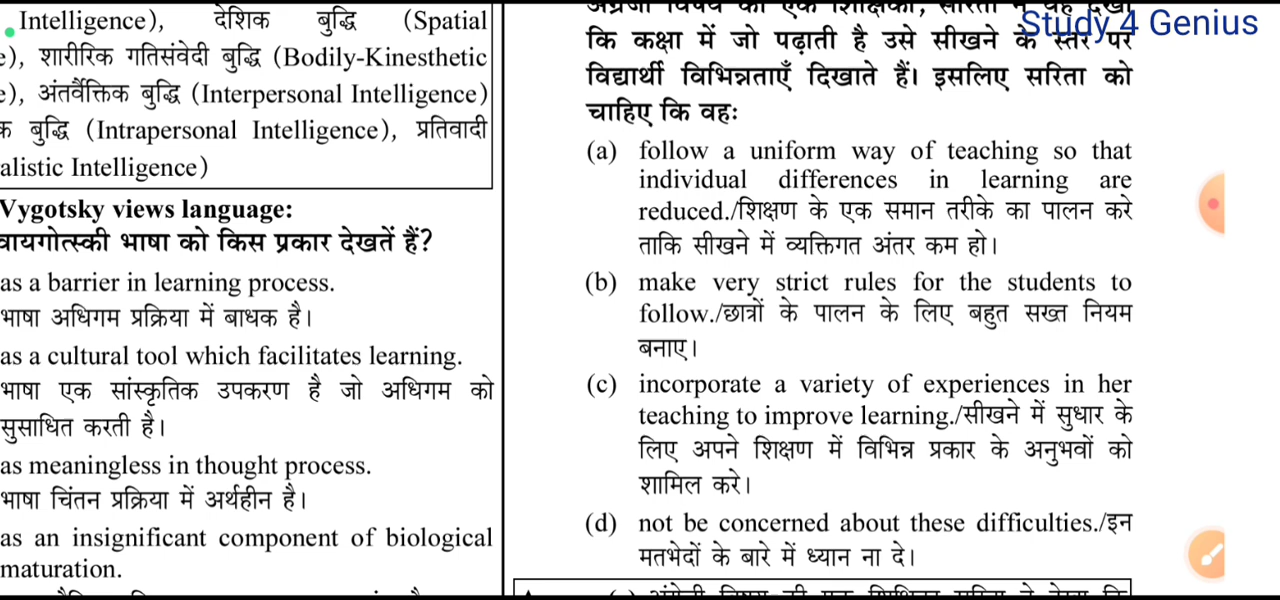 Intelligence), देशिक बुद्धि (Spatial
e), शारीरिक गतिसंवेदी बुद्धि (Bodily-Kinesthetic
e), अंतर्वैक्तिक बुद्धि (Interpersonal Intelligence)
क बुद्धि (Intrapersonal Intelligence), प्रतिवादी
alistic Intelligence)
Vygotsky views language:
वायगोत्स्की भाषा को किस प्रकार देखतें हैं?
as a barrier in learning process.
भाषा अधिगम प्रक्रिया में बाधक है।
as a cultural tool which facilitates learning.
भाषा एक सांस्कृतिक उपकरण है जो अधिगम को
सुसाधित करती है।
as meaningless in thought process.
भाषा चिंतन प्रक्रिया में अर्थहीन है।
as an insignificant component of biological
maturation.
Study 4 Genius
कि कक्षा में जो पढ़ाती है उसे सीखने के स्तर पर
विद्यार्थी विभिन्नताएँ दिखाते हैं। इसलिए सरिता को
चाहिए कि वहः
(a) follow a uniform way of teaching so that
individual differences in learning are
reduced./शिक्षण के एक समान तरीके का पालन करे
ताकि सीखने में व्यक्तिगत अंतर कम हो।
(b) make very strict rules for the students to
follow./छात्रों के पालन के लिए बहुत सख्त नियम
बनाए।
(c) incorporate a variety of experiences in her
teaching to improve learning./सीखने में सुधार के
लिए अपने शिक्षण में विभिन्न प्रकार के अनुभवों को
शामिल करे।
(d) not be concerned about these difficulties./इन
मतभेदों के बारे में ध्यान ना दे।